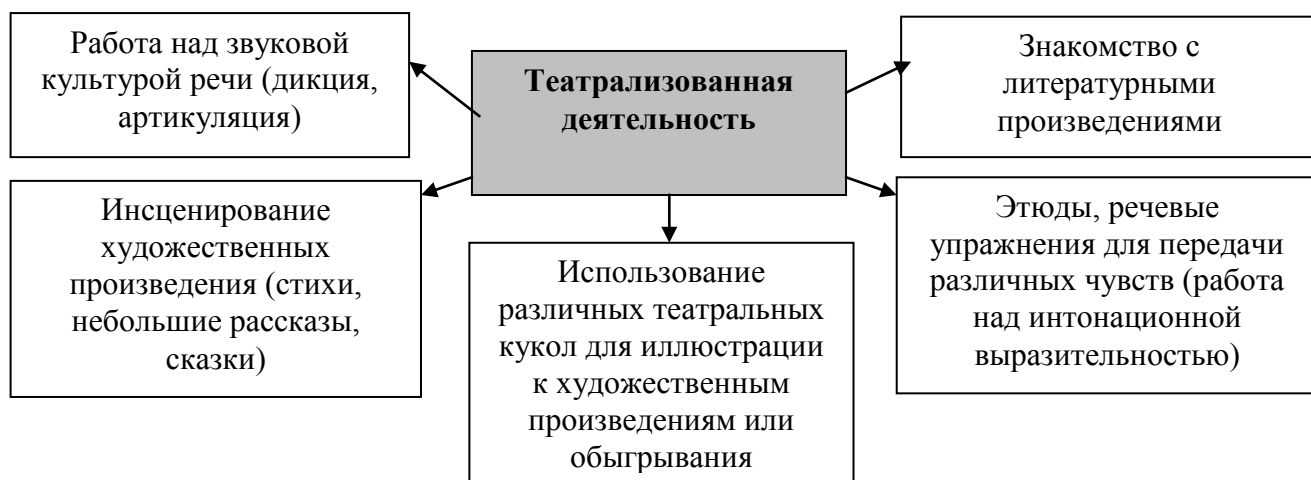 Работа над звуковой
культурой речи (дикция,
артикуляция)
Театрализованная
деятельность
Знакомство с
литературными
произведениями
Инсценирование
художественных
произведения (стихи,
небольшие рассказы,
сказки)
Использование
различных театральных
кукол для иллюстрации
к художественным
произведениям или
обыгрывания
Этюды, речевые
упражнения для передачи
различных чувств (работа
над интонационной
выразительностью)